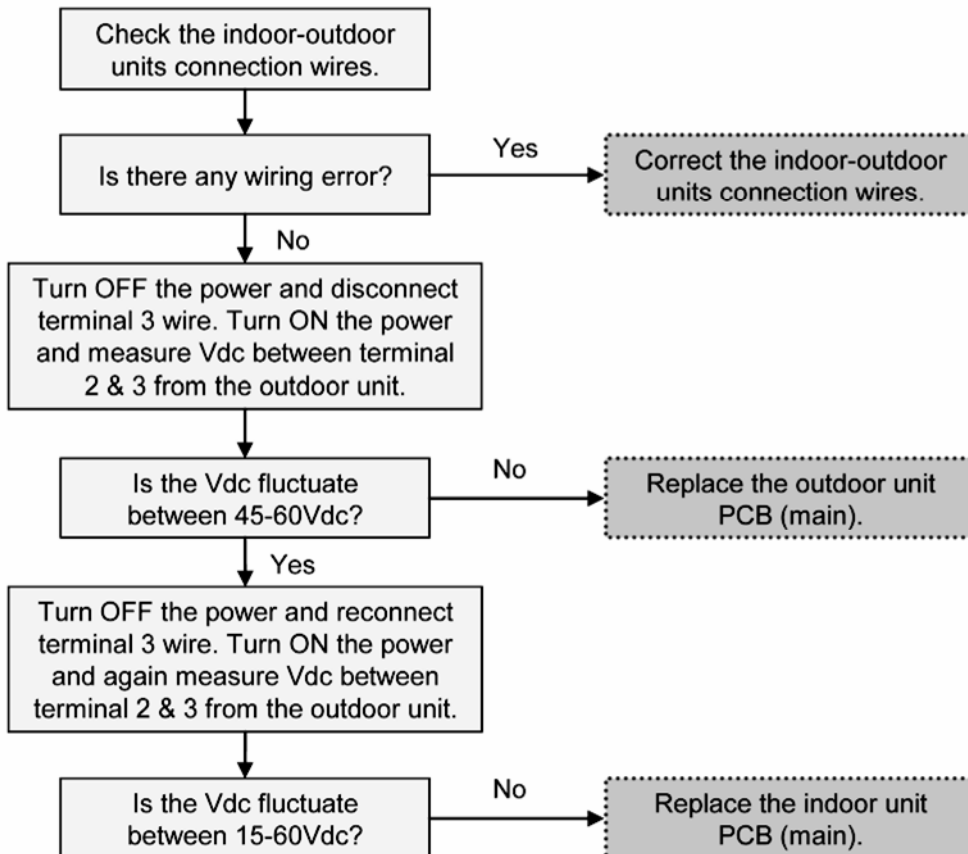 Check the indoor-outdoor
units connection wires.
Is there any wiring error?
Yes
Correct the indoor-outdoor
units connection wires.
No
Turn OFF the power and disconnect
terminal 3 wire. Turn ON the power
and measure Vdc between terminal
2 & 3 from the outdoor unit.
Is the Vdc fluctuate
between 45-60Vdc?
No
Replace the outdoor unit
PCB (main).
Yes
Turn OFF the power and reconnect
terminal 3 wire. Turn ON the power
and again measure Vdc between
terminal 2 & 3 from the outdoor unit.
Is the Vdc fluctuate
between 15-60Vdc?
No
Replace the indoor unit
PCB (main).